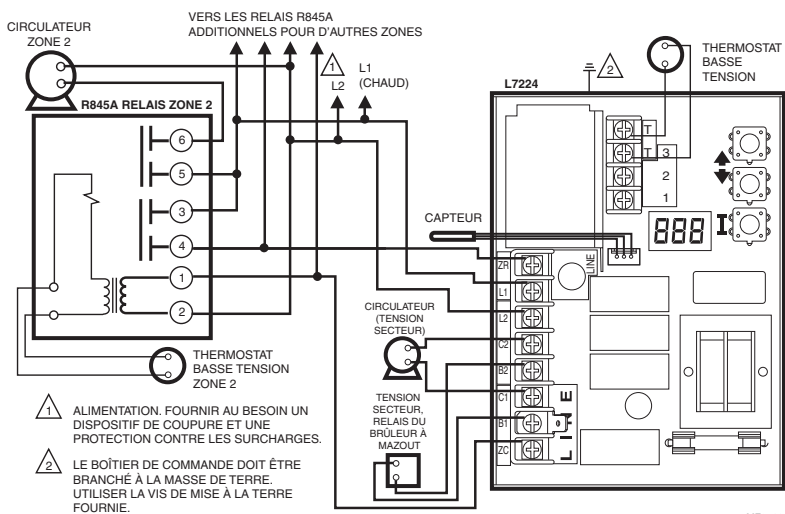 VERS LES RELAIS R845A
ADDITIONNELS POUR D'AUTRES ZONES
CIRCULATEUR
ZONE 2
1
L2
L1
(CHAUD)
2
THERMOSTAT
BASSE
TENSION
R845A RELAIS ZONE 2
L7224
6
5
3
4
1
2
T
T
3
2
1
CAPTEUR
888
ZR
LINE
L1
L2
C2
B2
C1
B1
ZC
LINE
CIRCULATEUR
(TENSION
SECTEUR)
THERMOSTAT
BASSE TENSION
ZONE 2
TENSION
SECTEUR,
RELAIS DU
BRÛLEUR À
MAZOUT
1 ALIMENTATION. FOURNIR AU BESOIN UN
DISPOSITIF DE COUPURE ET UNE
PROTECTION CONTRE LES SURCHARGES.
2 LE BOÎTIER DE COMMANDE DOIT ÊTRE
BRANCHÉ À LA MASSE DE TERRE.
UTILISER LA VIS DE MISE À LA TERRE
FOURNIE.